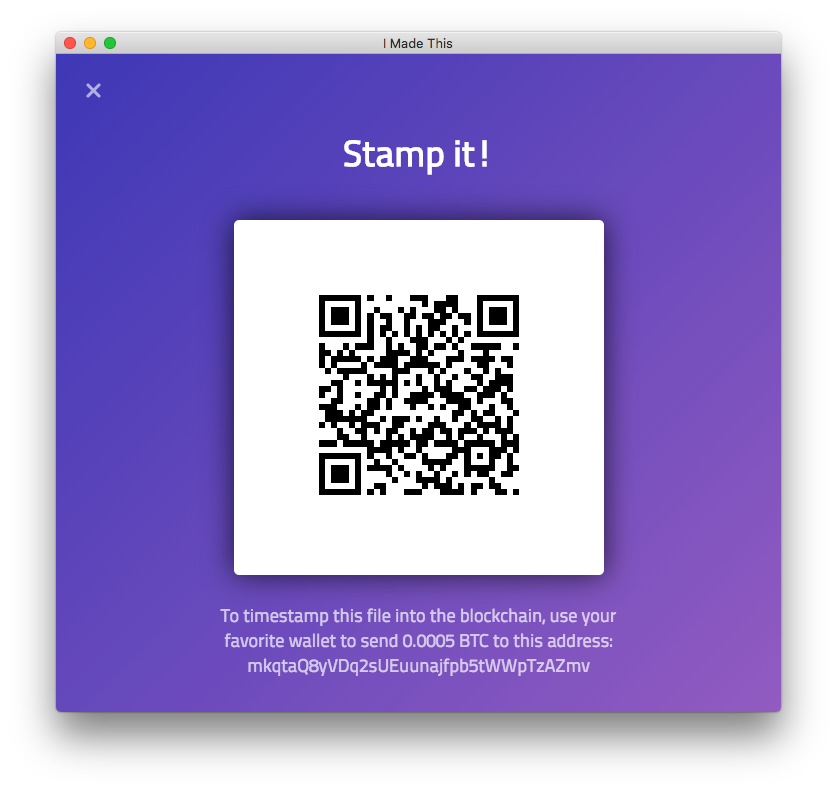 I Made This
Stamp it!
To timestamp this file into the blockchain, use your
favorite wallet to send 0.0005 BTC to this address:
mkqtaQ8yVDq2sUEuunajfpb5tWWpTzAZmv